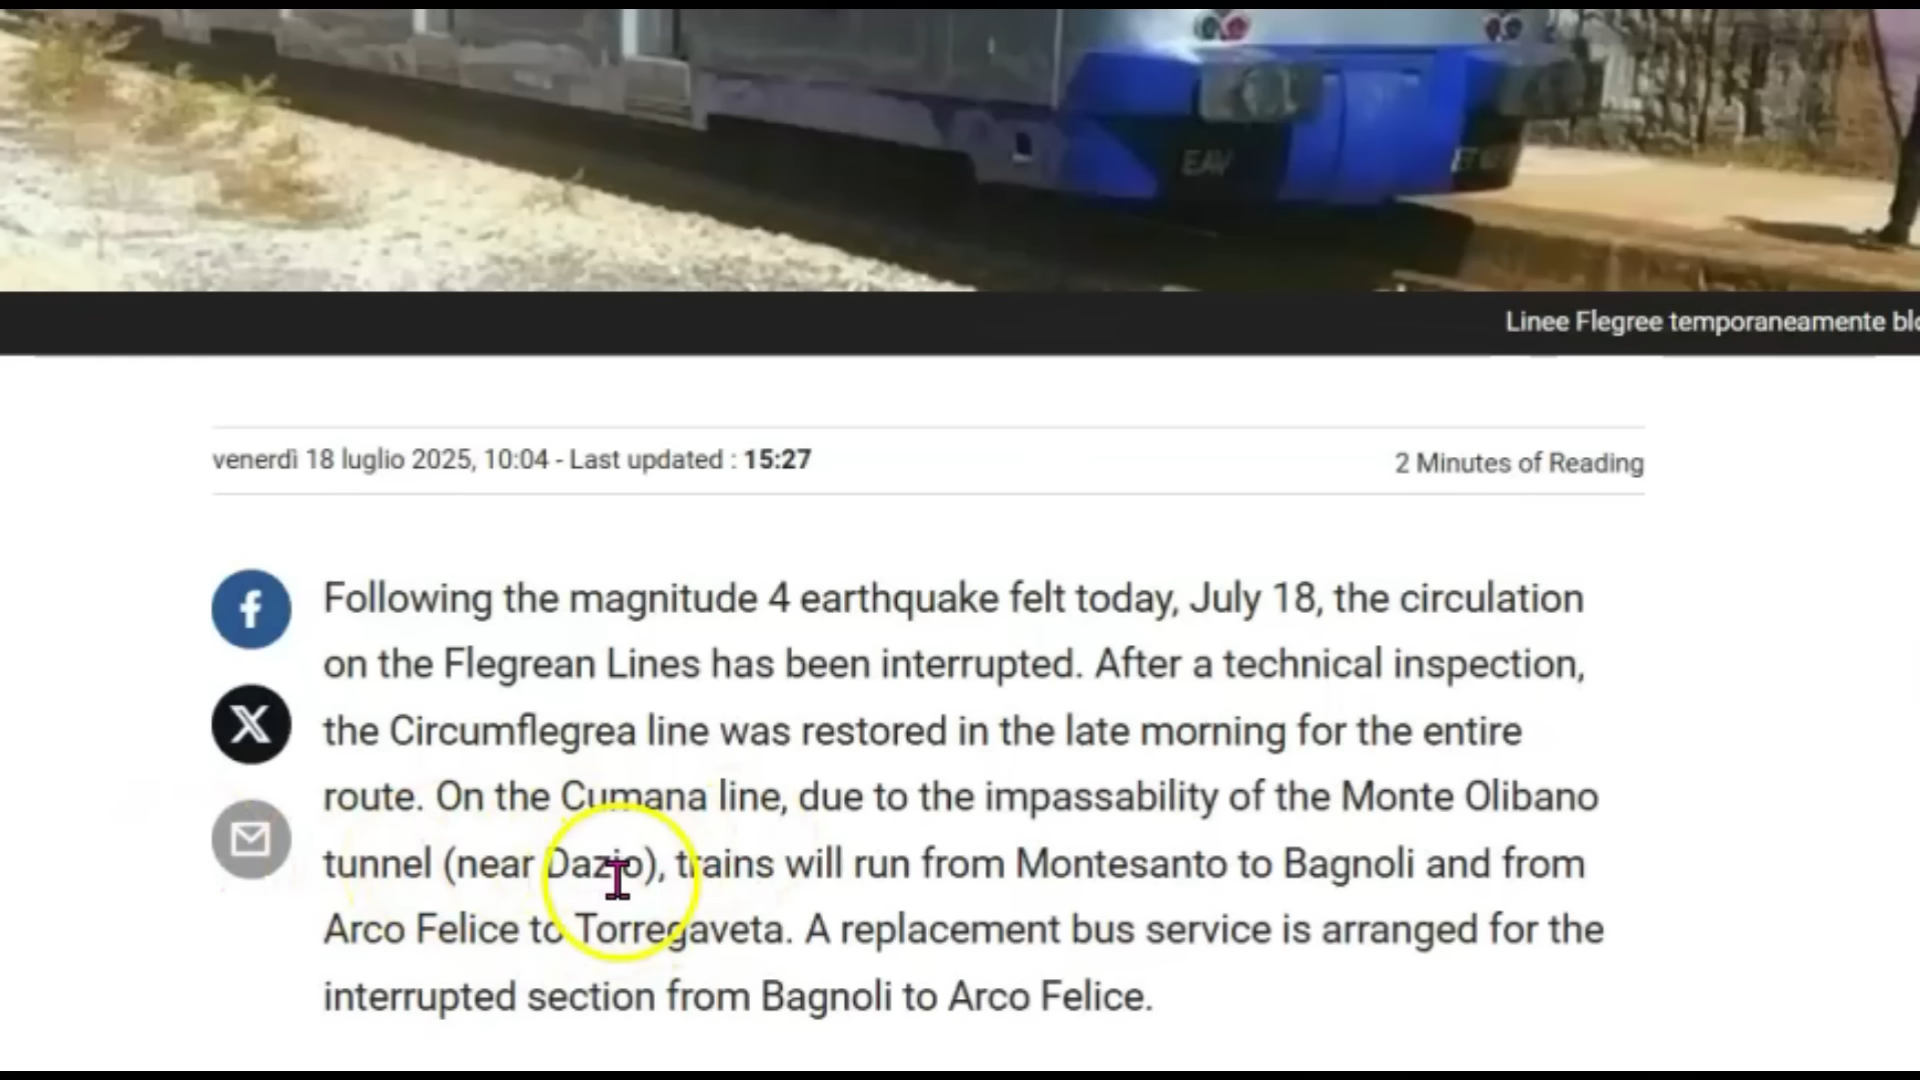 EAV
Linee Flegree temporaneamente blo
venerdì 18 luglio 2025, 10:04 - Last updated : 15:27
2 Minutes of Reading
Following the magnitude 4 earthquake felt today, July 18, the circulation
on the Flegrean Lines has been interrupted. After a technical inspection,
the Circumflegrea line was restored in the late morning for the entire
route. On the Cumana line, due to the impassability of the Monte Olibano
tunnel (near Dazio), trains will run from Montesanto to Bagnoli and from
Arco Felice to Torregaveta. A replacement bus service is arranged for the
interrupted section from Bagnoli to Arco Felice.